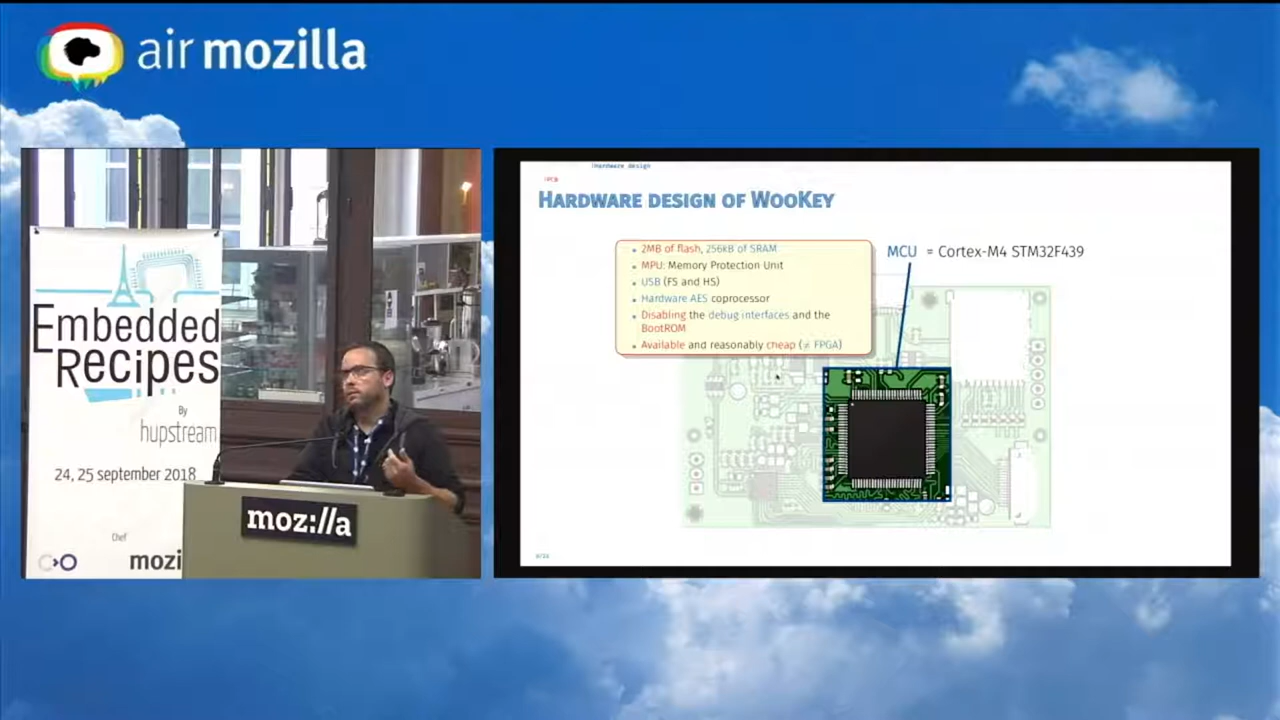 air mozilla
Embedded
Recipes
By
hupstream
24, 25 september 2018
Chef
mozi
moz://a
Hardware design
PCB
Hardware design of WooKey
2MB of flash, 256kB of SRAM
MPU: Memory Protection Unit
USB (FS and HS)
Hardware AES coprocessor
Disabling the debug interfaces and the
BootROM
Available and reasonably cheap (≠ FPGA)
MCU = Cortex-M4 STM32F439